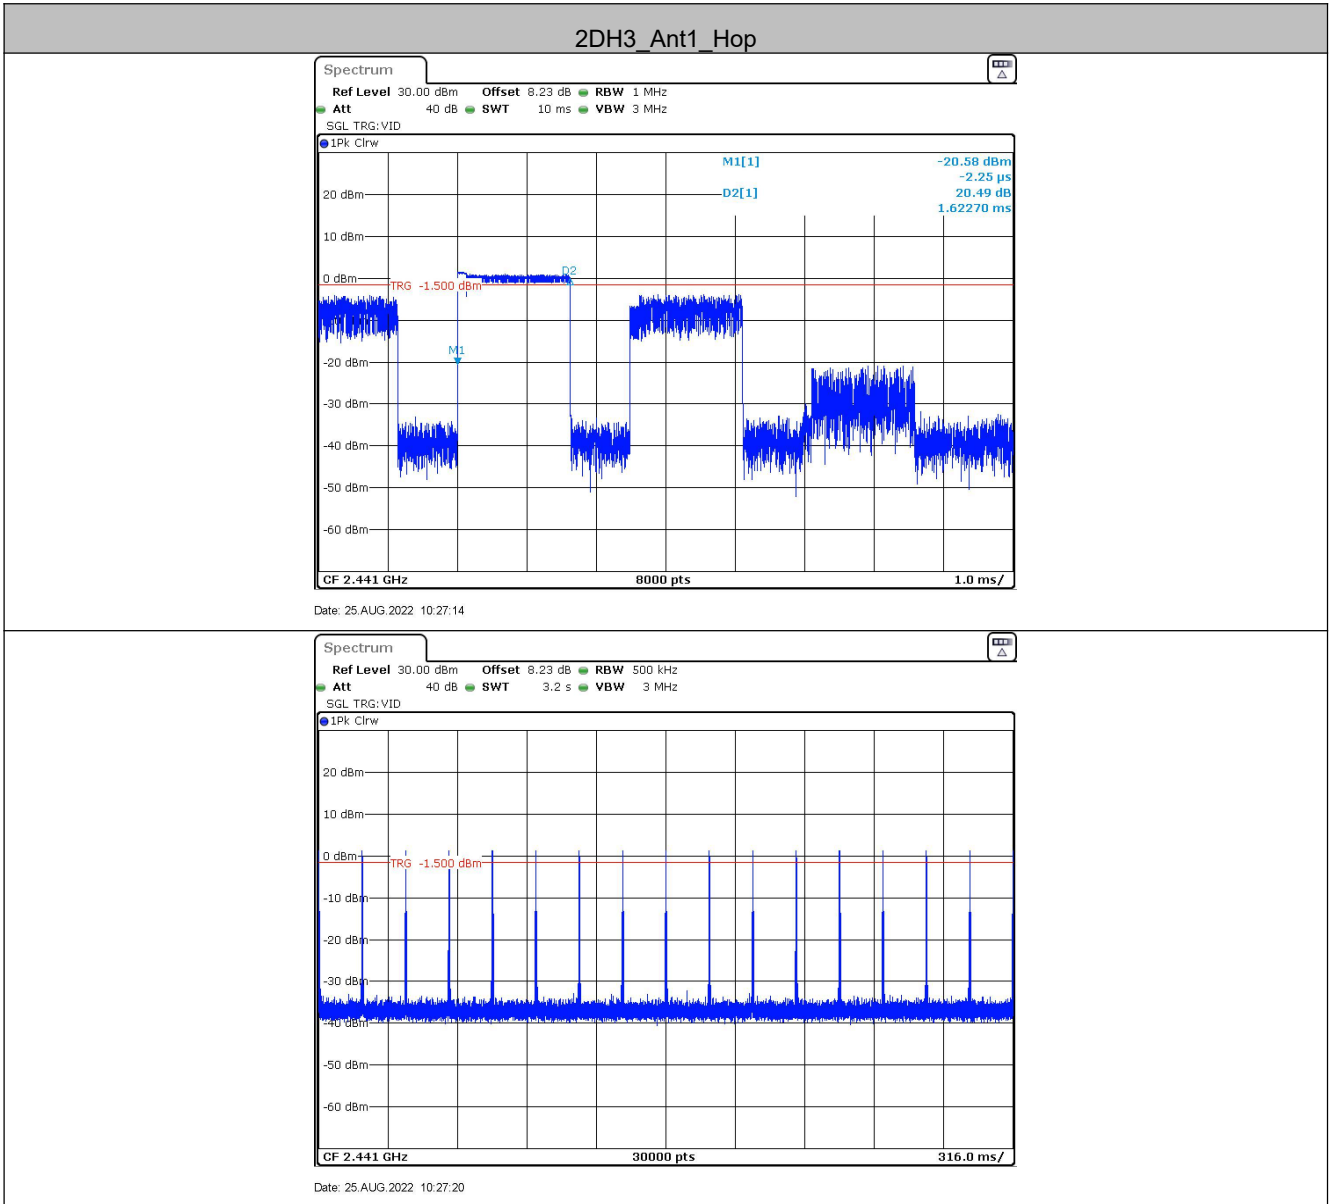 2DH3_Ant1_Hop
Spectrum
Ref Level 30.00 dBm Offset 8.23 dB RBW 1 MHz
Att 40 dB SWT 10 ms VBW 3 MHz
SGL TRG:VID
1Pk Clrw
M1[1] -20.58 dBm
-2.25 µs
20 dBm D2[1] 20.49 dB
1.62270 ms
10 dBm
D2
0 dBm
TRG -1.500 dBm
M1
-20 dBm
-30 dBm
-40 dBm
-50 dBm
-60 dBm
CF 2.441 GHz 8000 pts 1.0 ms/
Date: 25.AUG.2022 10:27:14
Spectrum
Ref Level 30.00 dBm Offset 8.23 dB RBW 500 kHz
Att 40 dB SWT 3.2 s VBW 3 MHz
SGL TRG:VID
1Pk Clrw
20 dBm
10 dBm
0 dBm
TRG -1.500 dBm
-10 dBm
-20 dBm
-30 dBm
-40 dBm
-50 dBm
-60 dBm
CF 2.441 GHz 30000 pts 316.0 ms/
Date: 25.AUG.2022 10:27:20